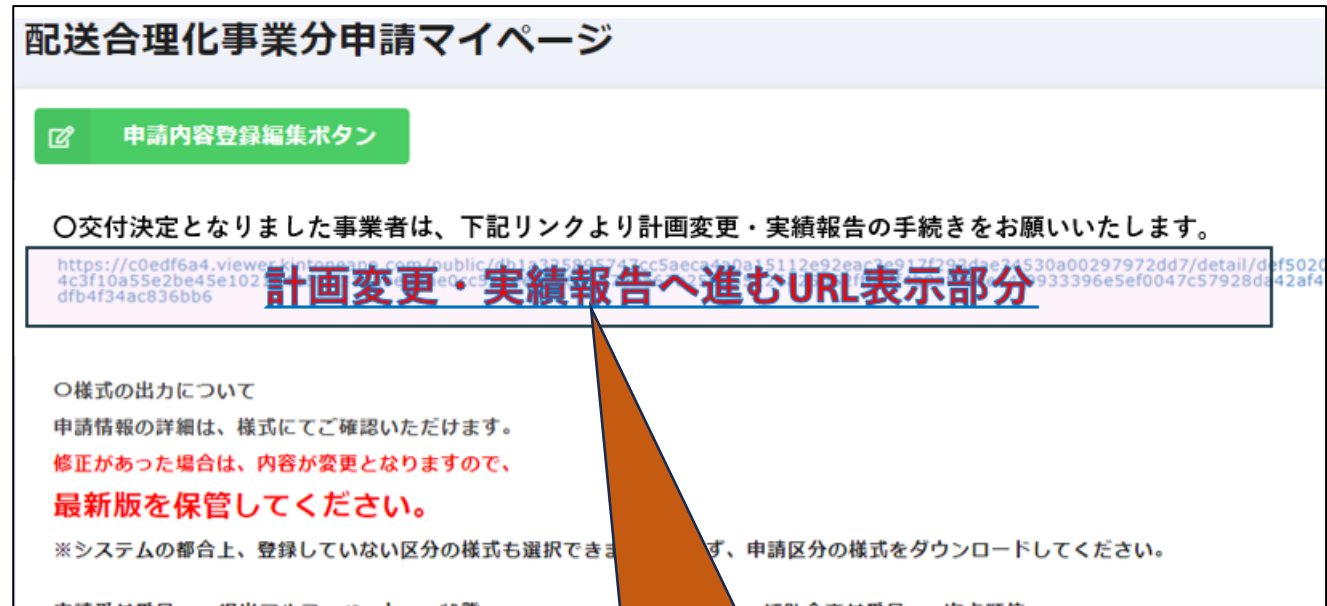 配送合理化事業分申請マイページ
申請内容登録編集ボタン
〇交付決定となりました事業者は、下記リンクより計画変更・実績報告の手続きをお願いいたします。
計画変更・実績報告へ進むURL表示部分
https://c0edf6a4.viewer.kintoneapp.com/public/
4c3f10a55e2be45e102
dfb4f34ac836bb6
〇様式の出力について
申請情報の詳細は、様式にてご確認いただけます。
修正があった場合は、内容が変更となりますので、
最新版を保管してください。
※システムの都合上、登録していない区分の様式も選択できま ず、申請区分の様式をダウンロードしてください。